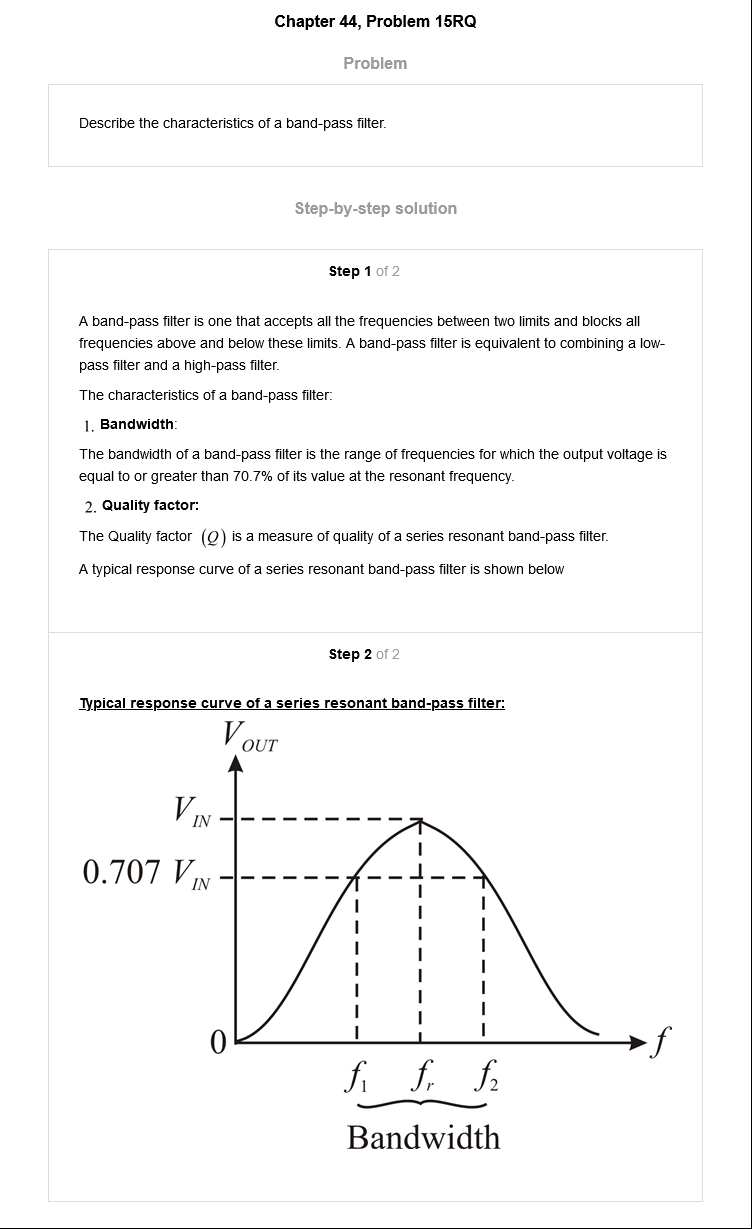 Chapter 44, Problem 15RQ
Problem
Describe the characteristics of a band-pass filter.
Step-by-step solution
Step 1 of 2
A band-pass filter is one that accepts all the frequencies between two limits and blocks all
frequencies above and below these limits. A band-pass filter is equivalent to combining a low-
pass filter and a high-pass filter.
The characteristics of a band-pass filter:
1. Bandwidth:
The bandwidth of a band-pass filter is the range of frequencies for which the output voltage is
equal to or greater than 70.7% of its value at the resonant frequency.
2. Quality factor:
The Quality factor (Q) is a measure of quality of a series resonant band-pass filter.
A typical response curve of a series resonant band-pass filter is shown below
Step 2 of 2
Typical response curve of a series resonant band-pass filter:
V_OUT
V_IN
0.707 V_IN
0
f
f_1 f_r f_2
Bandwidth